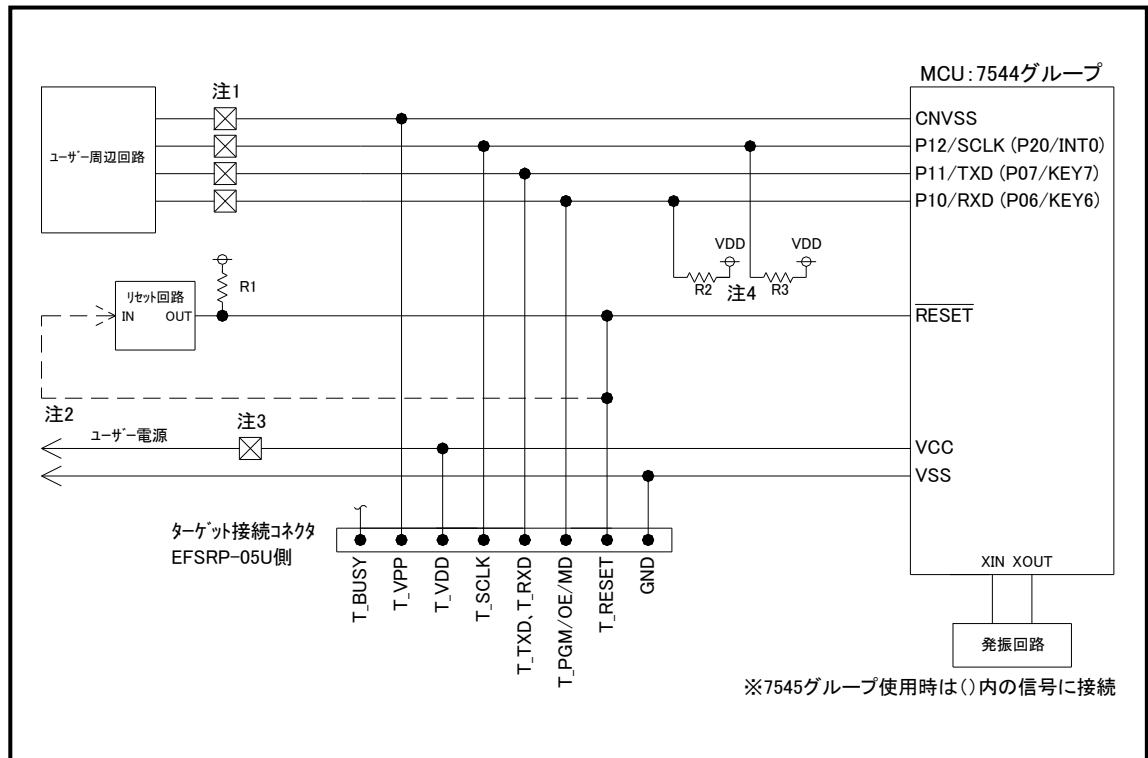 MCU:7544グループ
注1
ユーザー周辺回路
CNVSS
P12/SCLK (P20/INT0)
P11/TXD (P07/KEY7)
P10/RXD (P06/KEY6)
VDD
VDD
R2
注4
R3
リセット回路
IN
OUT
R1
RESET
注2
ユーザー電源
注3
VCC
VSS
ターゲット接続コネクタ
EFSRP-05U側
T_BUSY
T_VPP
T_VDD
T_SCLK
T_TXD、T_RXD
T_PGM/OE/MD
T_RESET
GND
XIN XOUT
発振回路
※7545グループ使用時は()内の信号に接続